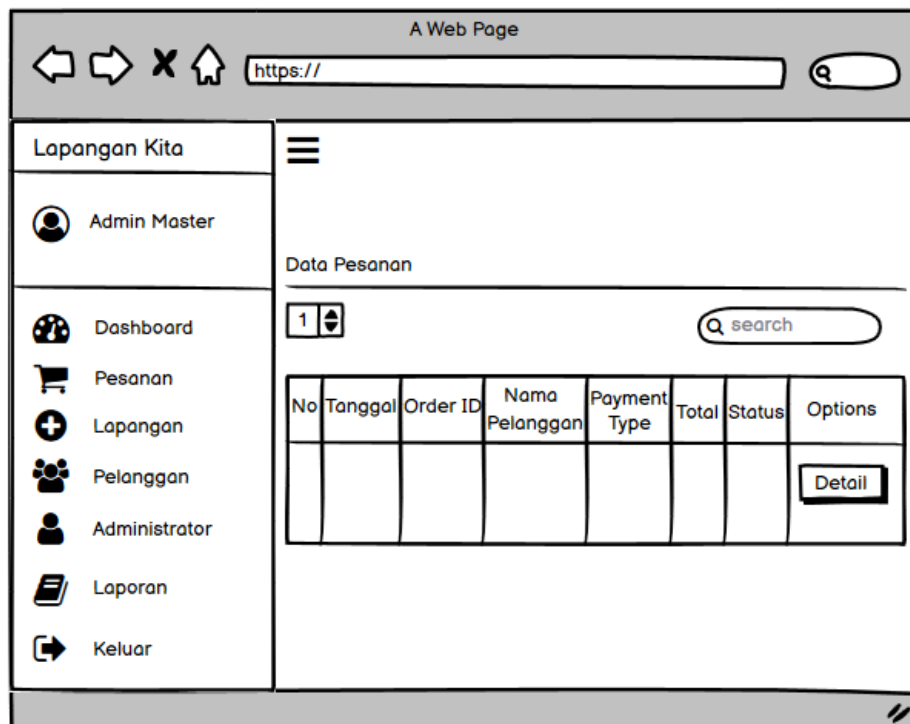 A Web Page
https://
Lapangan Kita
Admin Master
Dashboard
Pesanan
Lapangan
Pelanggan
Administrator
Laporan
Keluar
Data Pesanan
1
search
No Tanggal Order ID Nama Pelanggan Payment Type Total Status Options
Detail